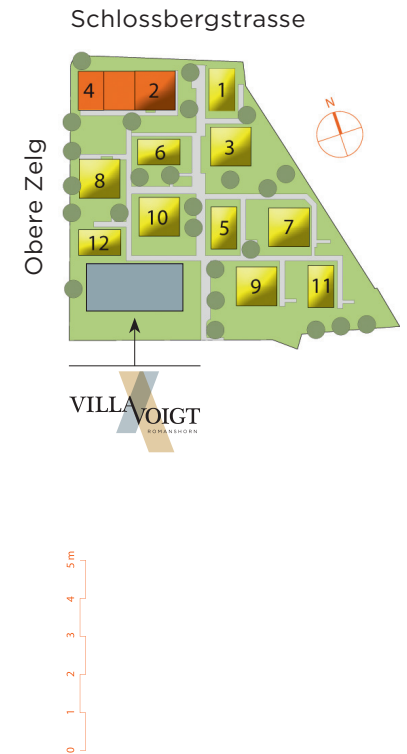 Schlossbergstrasse
Obere Zelg
N
4 2 1
6 3
8
10 5 7
12
9 11
VILLA VOIGT
ROMANSHORN
5 m
4
3
2
1
0